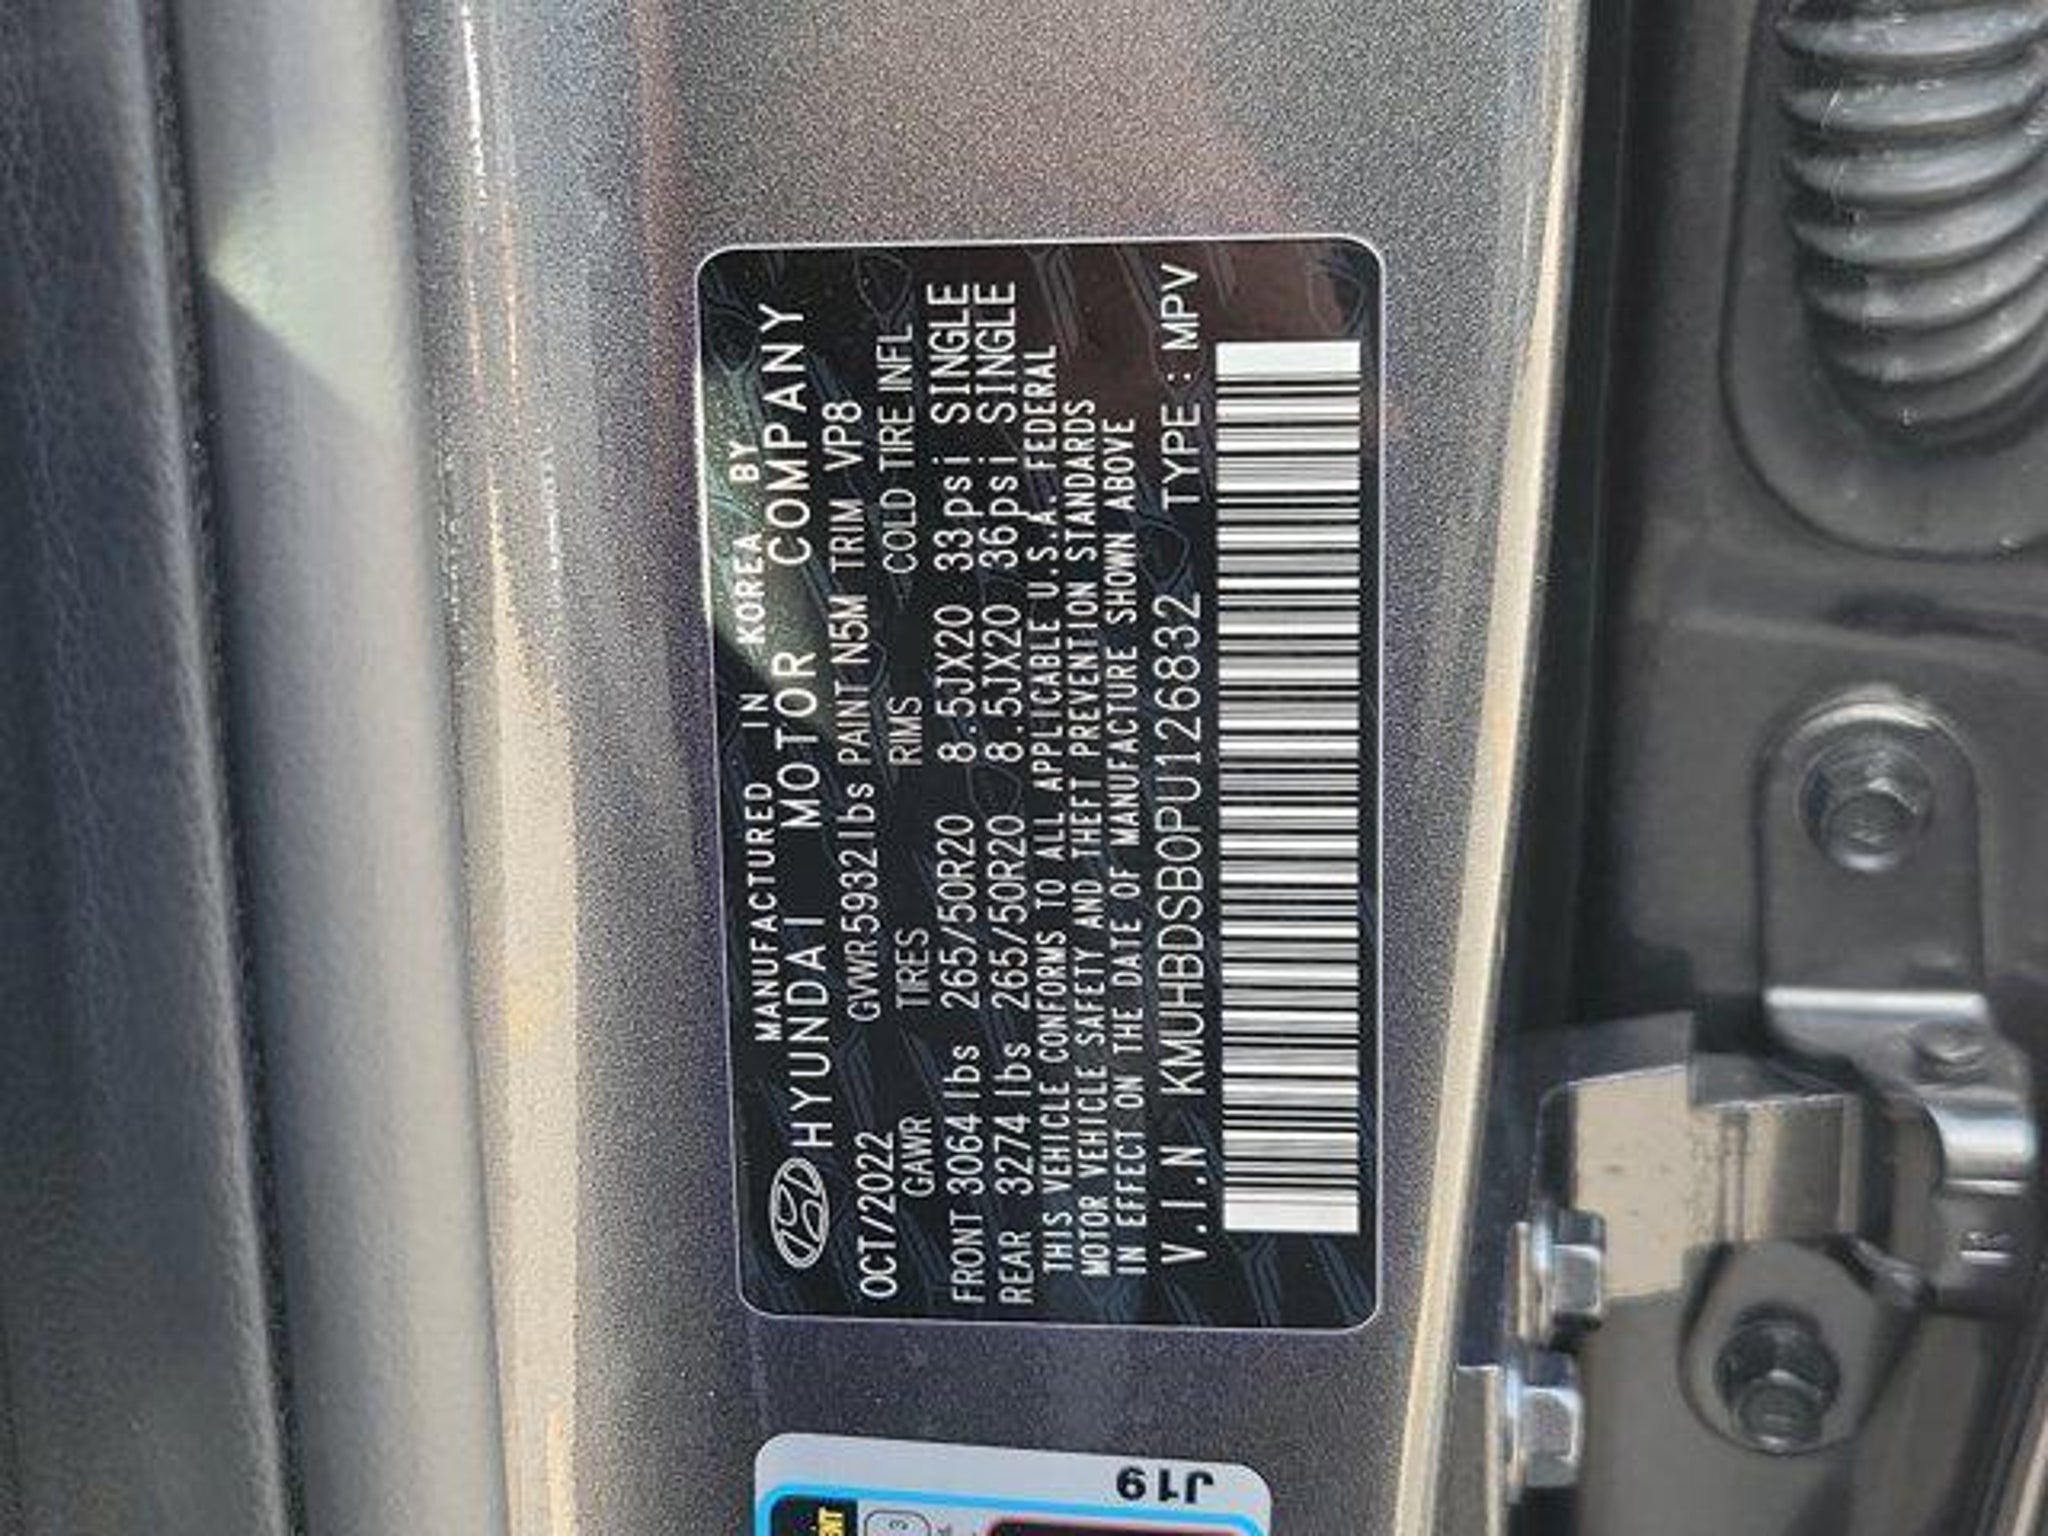 MANUFACTURED IN KOREA BY
HYUNDAI MOTOR COMPANY
OCT/2022 GVWR5932lbs PAINT N5M TRIM VP8
GAWR TIRES RIMS COLD TIRE INFL
FRONT 3064lbs 265/50R20 8.5JX20 33psi SINGLE
REAR 3274lbs 265/50R20 8.5JX20 36psi SINGLE
THIS VEHICLE CONFORMS TO ALL APPLICABLE U.S.A. FEDERAL
MOTOR VEHICLE SAFETY AND THEFT PREVENTION STANDARDS
IN EFFECT ON THE DATE OF MANUFACTURE SHOWN ABOVE
V.I.N KMUHBDSB0PU126832 TYPE : MPV
J19
3